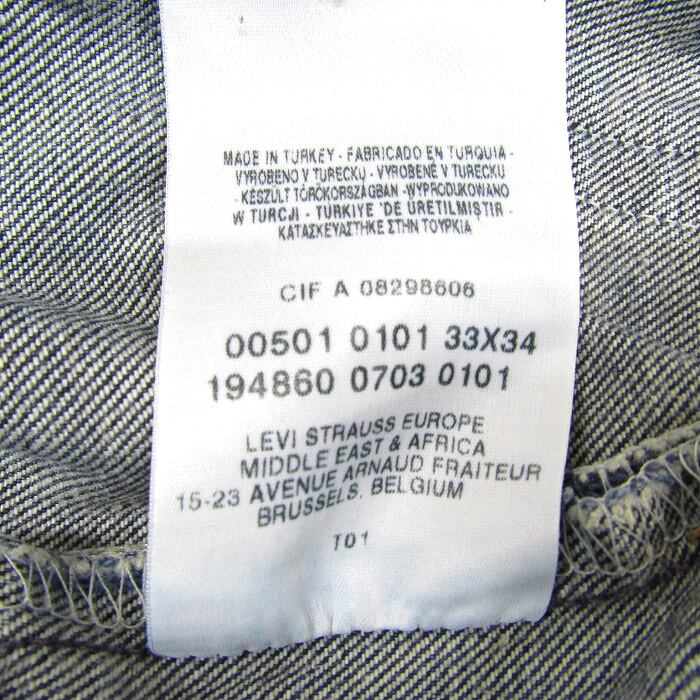 MADE IN TURKEY - FABRICADO EN TURQUIA -
VYROBENO V TURECKU - VYROBENÉ V TURECKU
- KÉSZÜLT TÖRÖKORSZÁGBAN -WYPRODUKOWANO
W TURCJI - TÜRKIYE 'DE ÜRETILMISTIR -
ΚΑΤΑΣΚΕΥΑΣΤΗΚΕ ΣΤΗΝ ΤΟΥΡΚΙΑ
CIF A 08298606
00501 0101 33X34
194860 0703 0101
LEVI STRAUSS EUROPE
MIDDLE EAST & AFRICA
15-23 AVENUE ARNAUD FRAITEUR
BRUSSELS, BELGIUM
T01